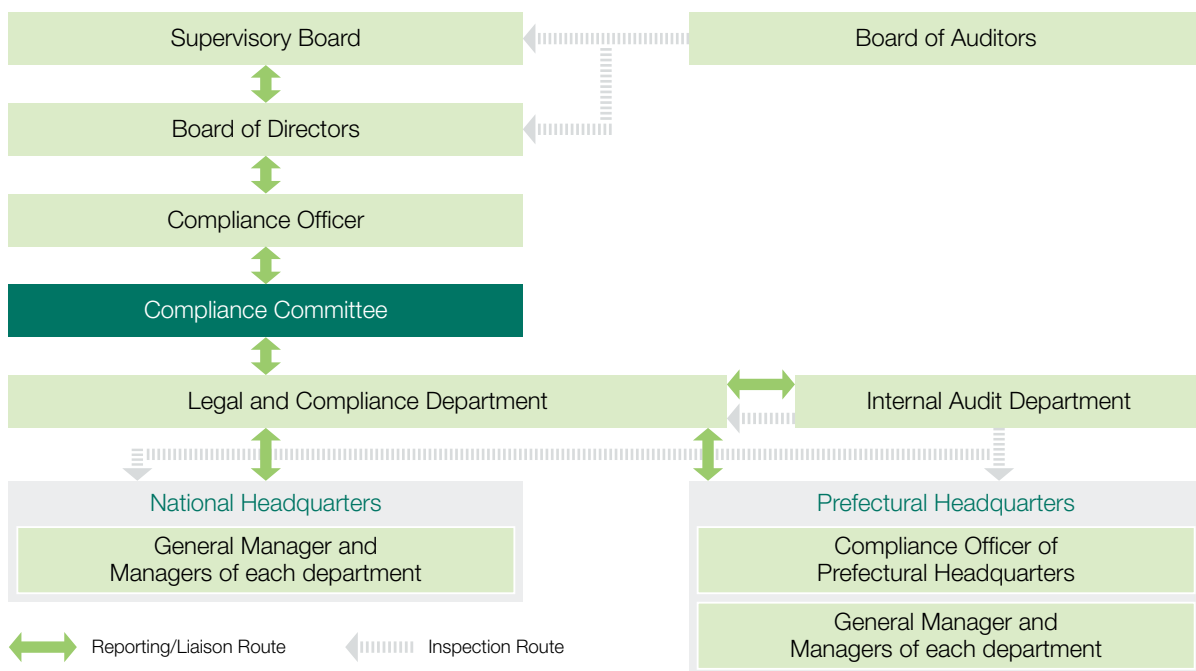 Supervisory Board
Board of Auditors
Board of Directors
Compliance Officer
Compliance Committee
Legal and Compliance Department
Internal Audit Department
National Headquarters
General Manager and
Managers of each department
Prefectural Headquarters
Compliance Officer of
Prefectural Headquarters
General Manager and
Managers of each department
Reporting/Liaison Route
Inspection Route